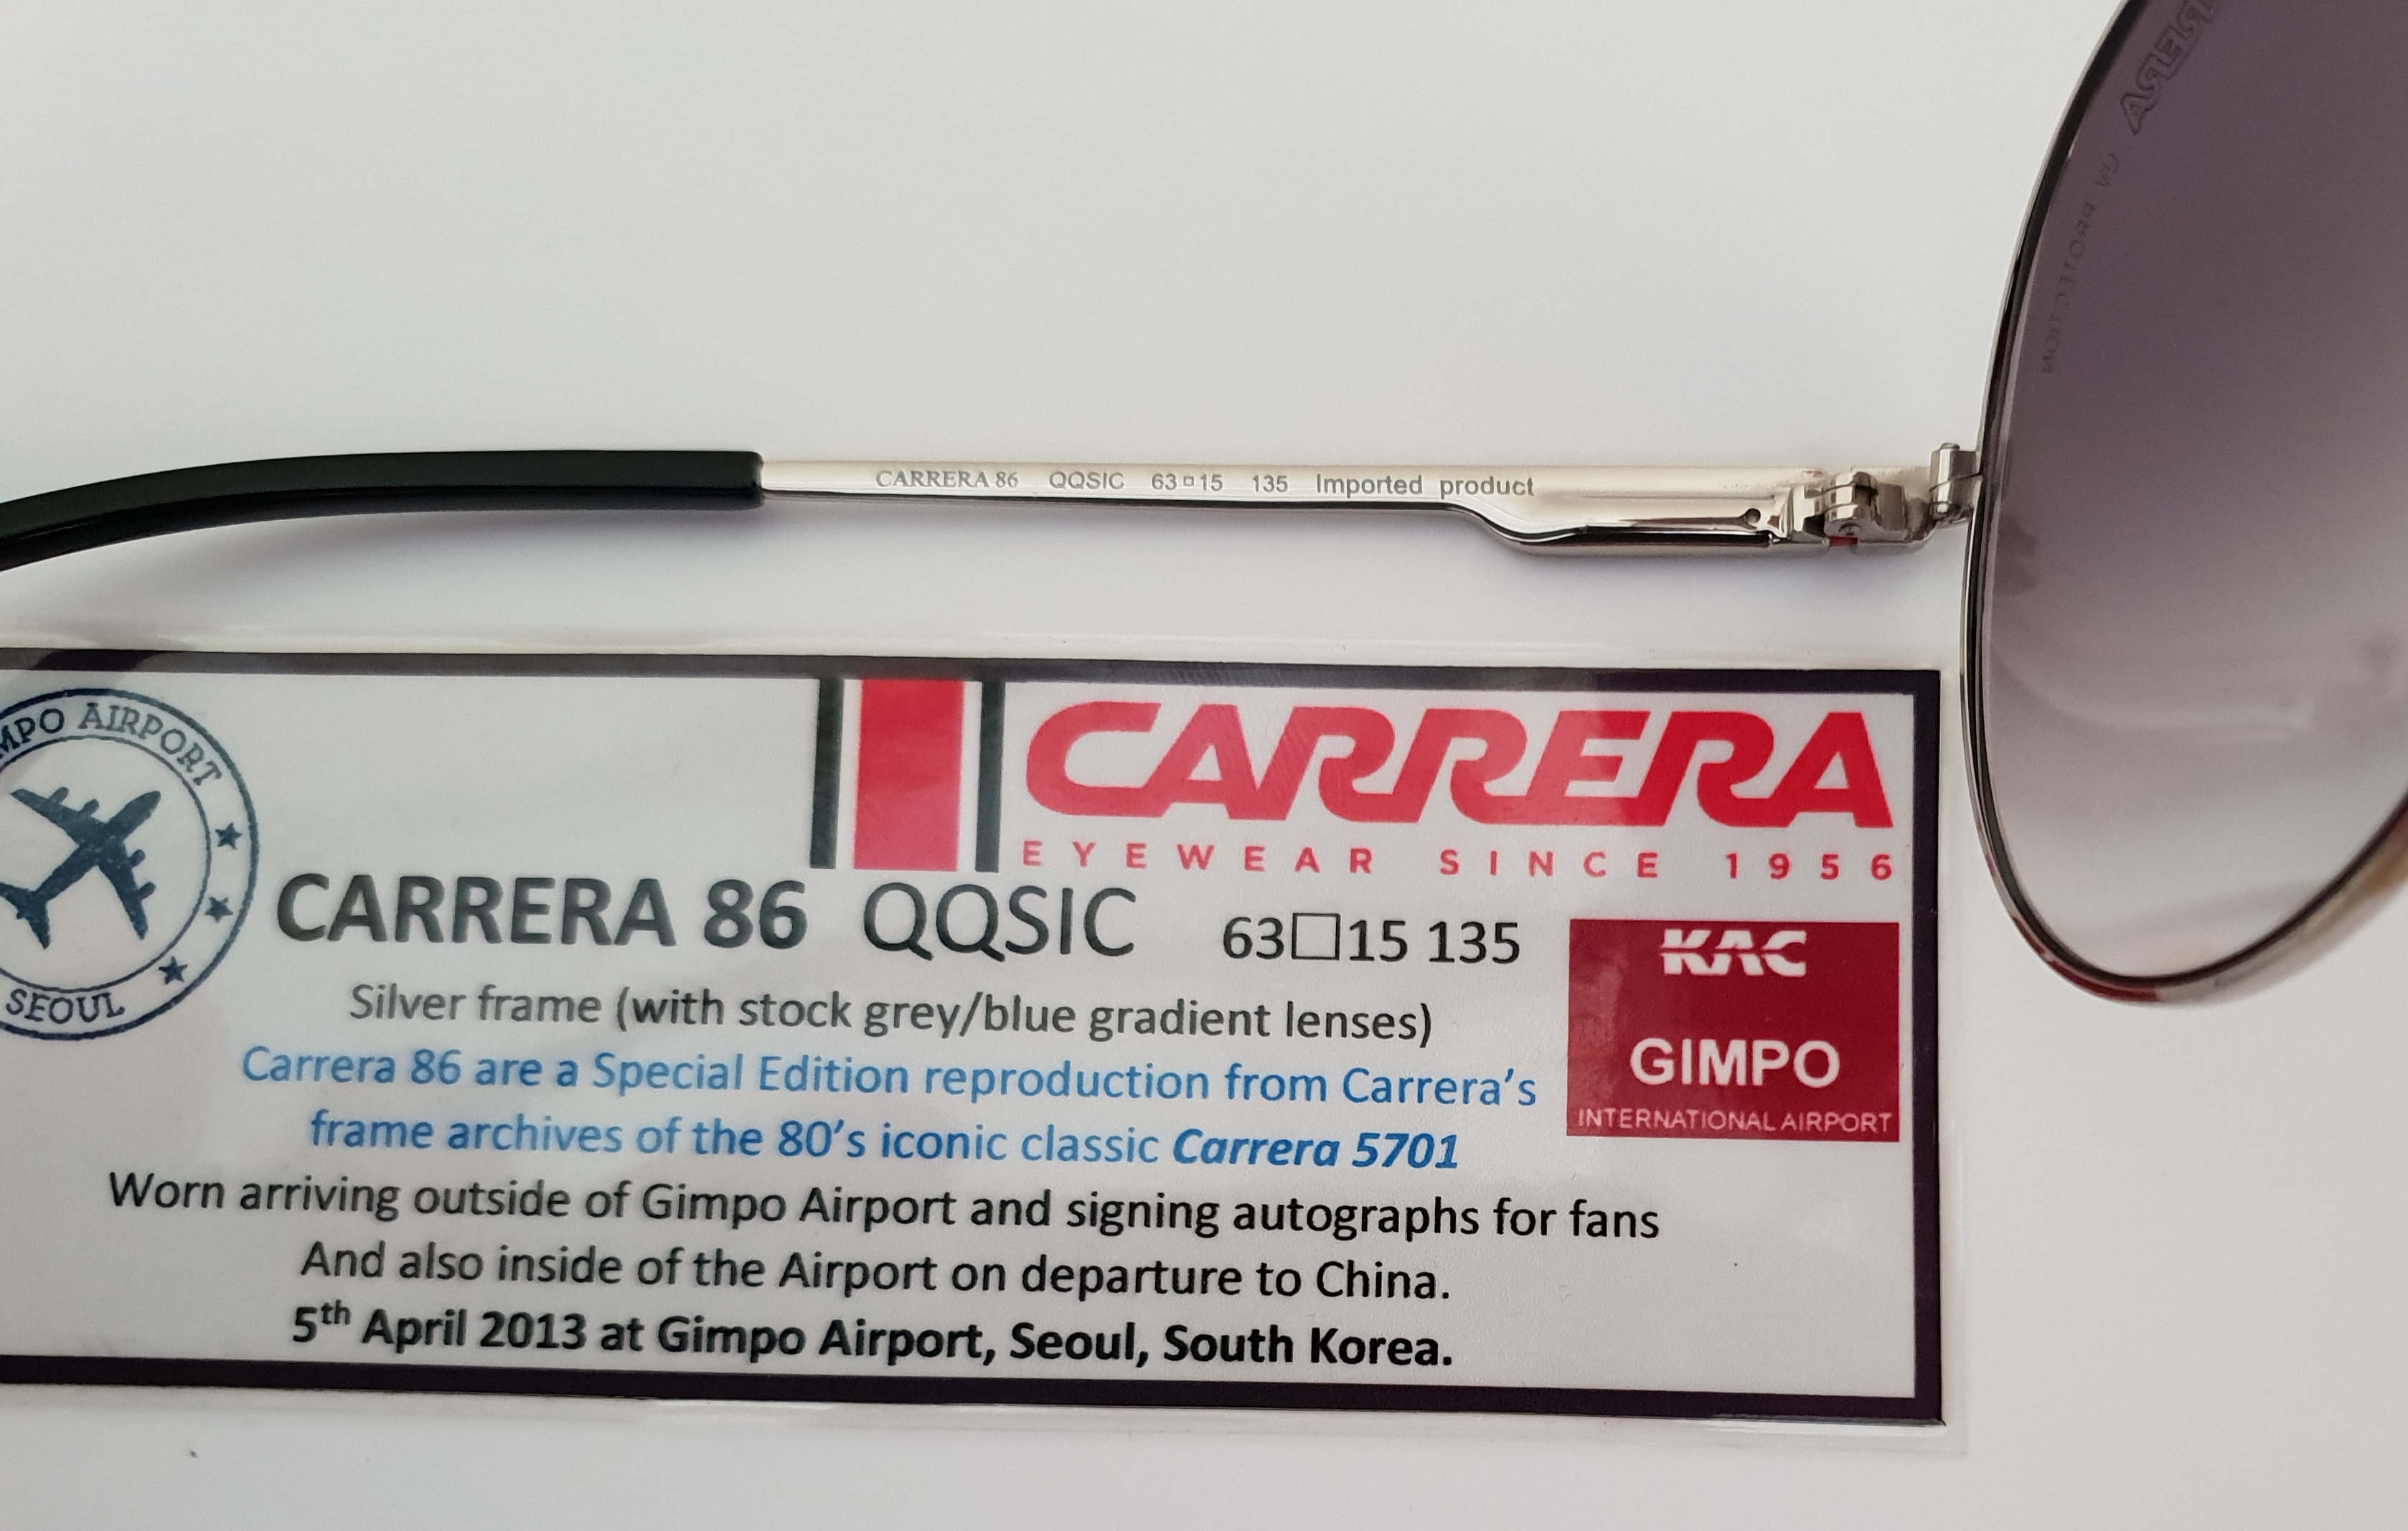 CARRERA
UV PROTECTION
CARRERA 86 QQSIC 63□15 135 Imported product
AIRPORT
SEOUL
CARRERA
EYEWEAR SINCE 1956
CARRERA 86 QQSIC 63□15 135
KAC
GIMPO
INTERNATIONAL AIRPORT
Silver frame (with stock grey/blue gradient lenses)
Carrera 86 are a Special Edition reproduction from Carrera's
frame archives of the 80's iconic classic Carrera 5701
Worn arriving outside of Gimpo Airport and signing autographs for fans
And also inside of the Airport on departure to China.
5th April 2013 at Gimpo Airport, Seoul, South Korea.